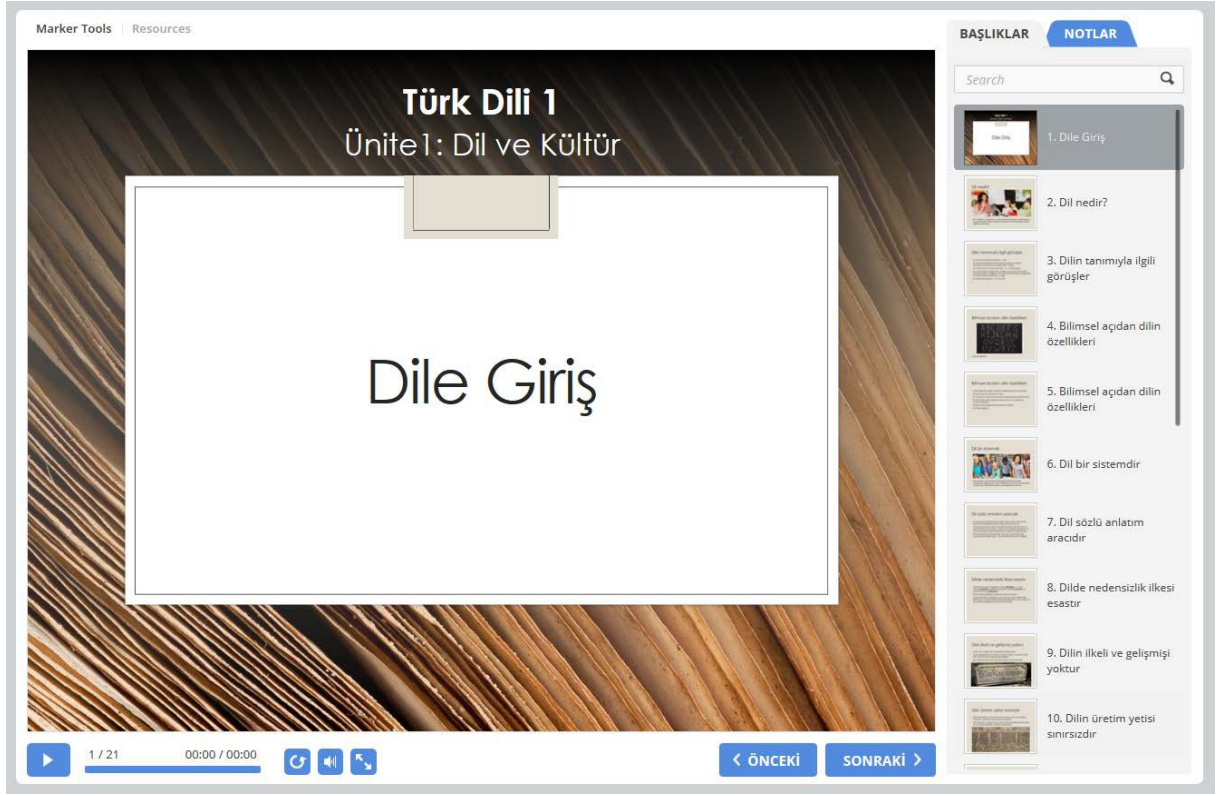 Marker Tools
Resources
Türk Dili 1
Ünite1: Dil ve Kültür
Dile Giriş
1 / 21
00:00 / 00:00
ÖNCEKİ
SONRAKİ
BAŞLIKLAR
NOTLAR
Search
1. Dile Giriş
2. Dil nedir?
3. Dilin tanımıyla ilgili
görüşler
4. Bilimsel açıdan dilin
özellikleri
5. Bilimsel açıdan dilin
özellikleri
6. Dil bir sistemdir
7. Dil sözlü anlatım
aracıdır
8. Dilde nedensizlik ilkesi
esastır
9. Dilin ilkeli ve gelişmişi
yoktur
10. Dilin üretim yetisi
sınırsızdır